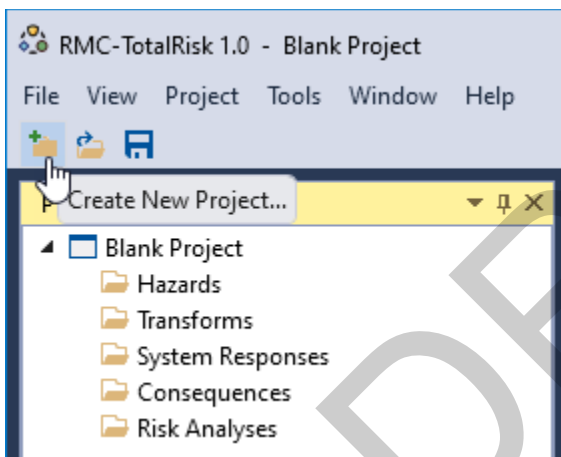 RMC-TotalRisk 1.0 - Blank Project
File View Project Tools Window Help
Create New Project...
Blank Project
Hazards
Transforms
System Responses
Consequences
Risk Analyses